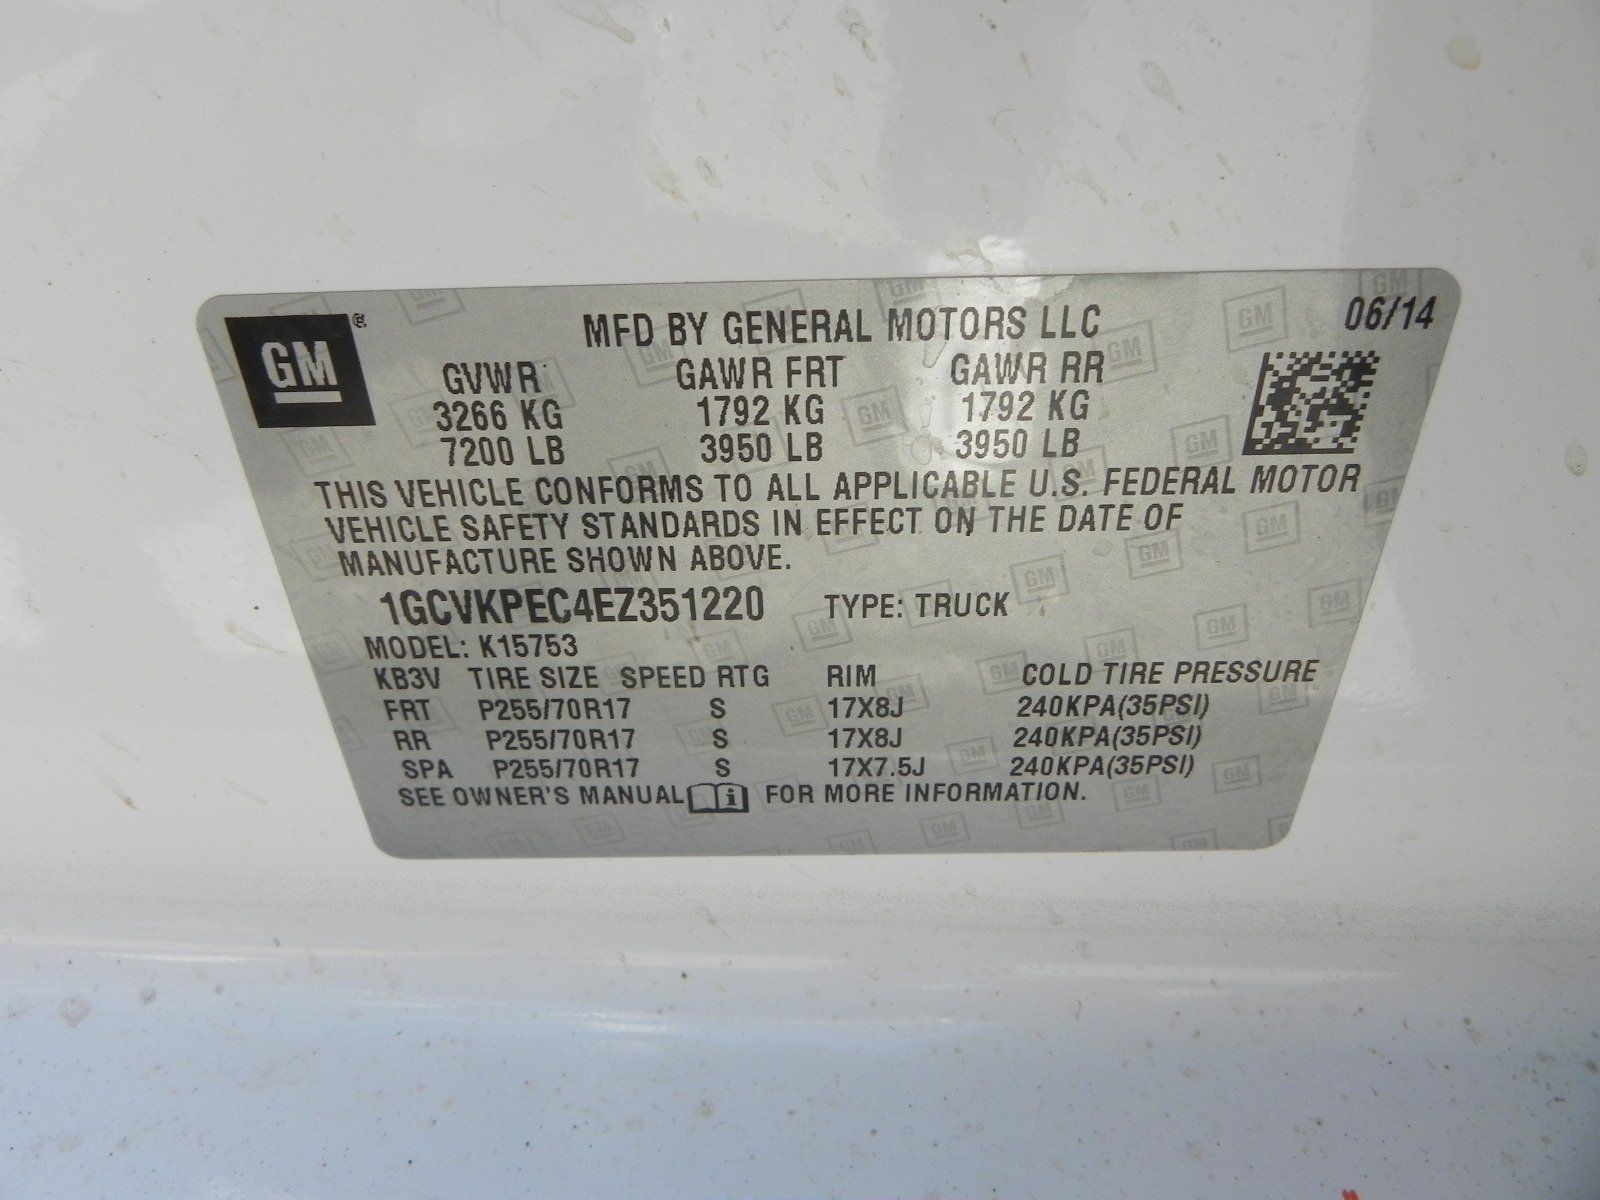 GM ®
MFD BY GENERAL MOTORS LLC 06/14
GVWR GAWR FRT GAWR RR
3266 KG 1792 KG 1792 KG
7200 LB 3950 LB 3950 LB
THIS VEHICLE CONFORMS TO ALL APPLICABLE U.S. FEDERAL MOTOR
VEHICLE SAFETY STANDARDS IN EFFECT ON THE DATE OF
MANUFACTURE SHOWN ABOVE.
1GCVKPEC4EZ351220 TYPE: TRUCK
MODEL: K15753
KB3V TIRE SIZE SPEED RTG RIM COLD TIRE PRESSURE
FRT P255/70R17 S 17X8J 240KPA(35PSI)
RR P255/70R17 S 17X8J 240KPA(35PSI)
SPA P255/70R17 S 17X7.5J 240KPA(35PSI)
SEE OWNER'S MANUAL i FOR MORE INFORMATION.